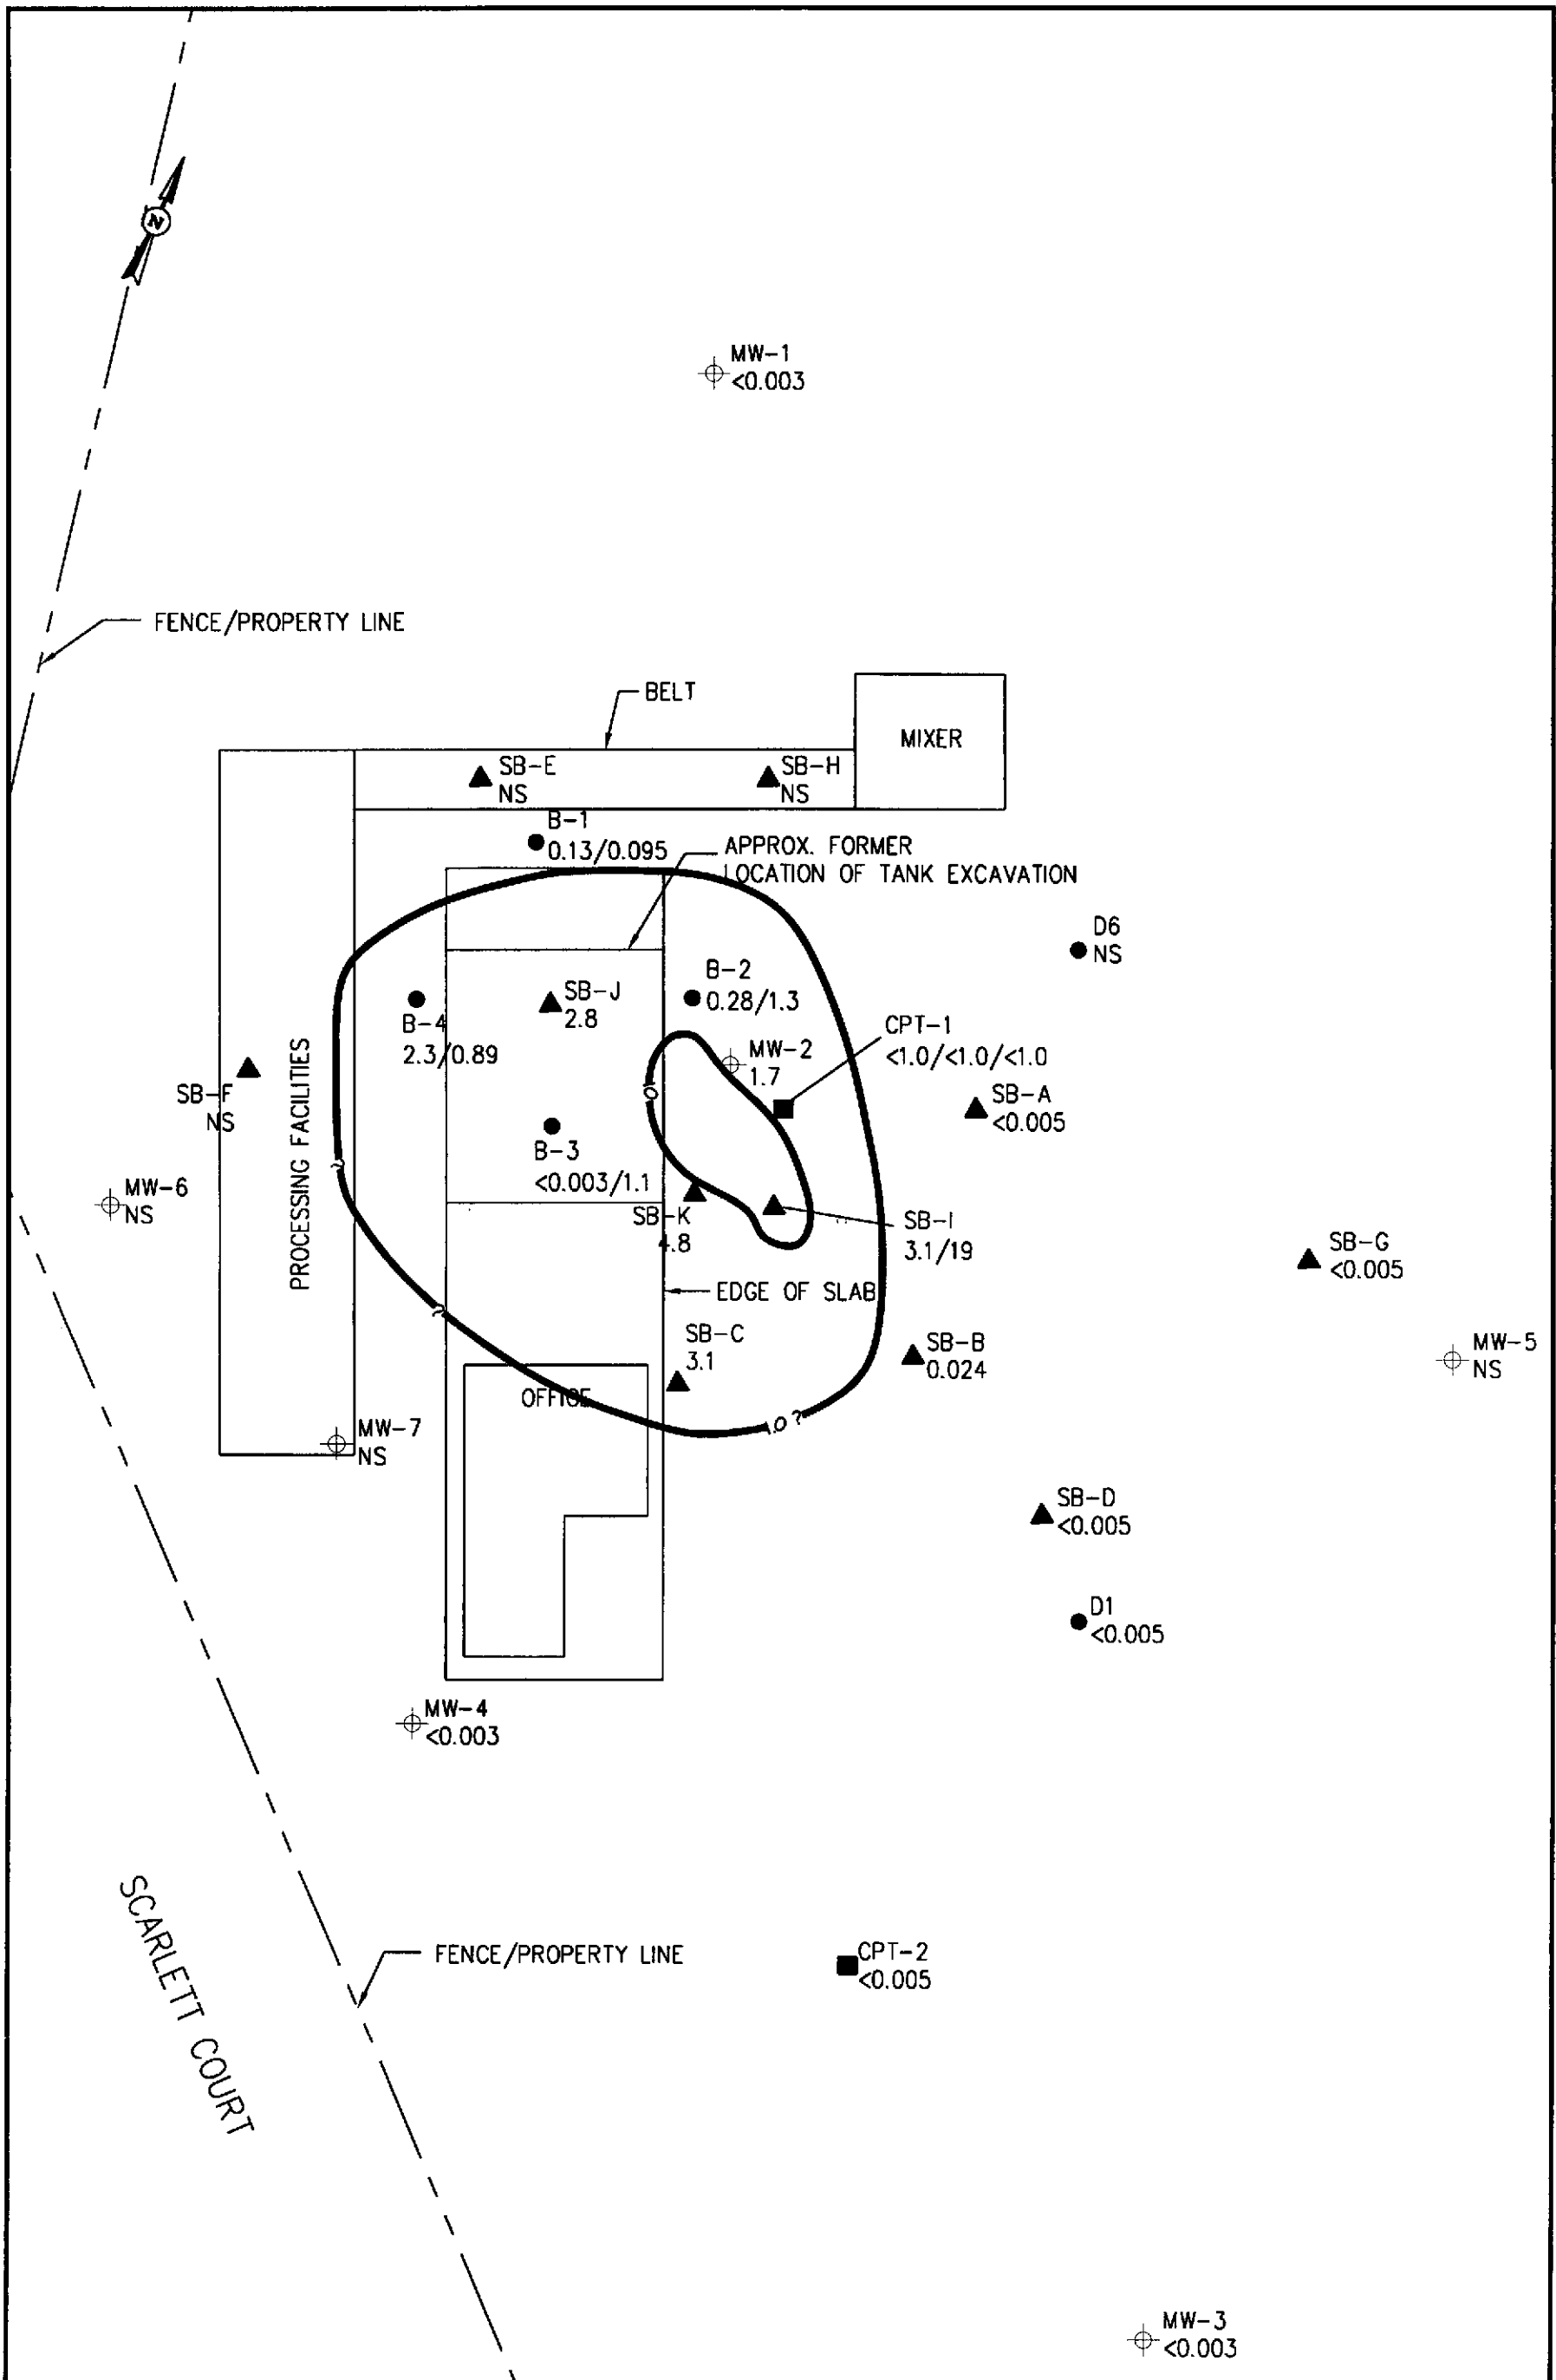 N
MW-1
<0.003
FENCE/PROPERTY LINE
BELT
MIXER
SB-E
NS
SB-H
NS
B-1
0.13/0.095
APPROX. FORMER
LOCATION OF TANK EXCAVATION
D6
NS
B-2
0.28/1.3
SB-J
2.8
B-4
2.3/0.89
CPT-1
<1.0/<1.0/<1.0
MW-2
1.7
SB-A
<0.005
SB-F
NS
PROCESSING FACILITIES
B-3
<0.003/1.1
?
MW-6
NS
SB-K
4.8
SB-I
3.1/19
SB-G
<0.005
EDGE OF SLAB
?
SB-C
3.1
SB-B
0.024
MW-5
NS
OFFICE
1.0 ?
MW-7
NS
SB-D
<0.005
D1
<0.005
MW-4
<0.003
SCARLETT COURT
FENCE/PROPERTY LINE
CPT-2
<0.005
MW-3
<0.003